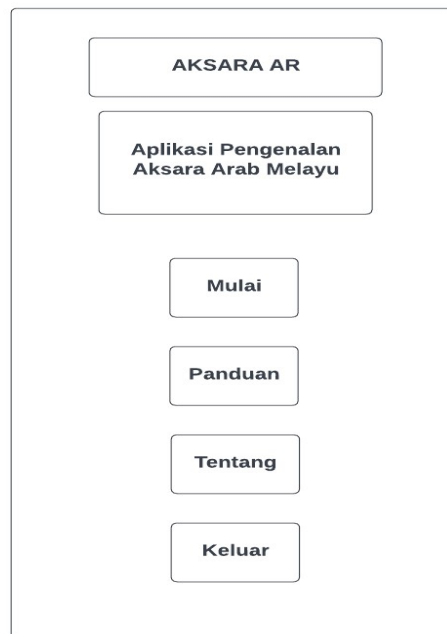 AKSARA AR
Aplikasi Pengenalan
Aksara Arab Melayu
Mulai
Panduan
Tentang
Keluar